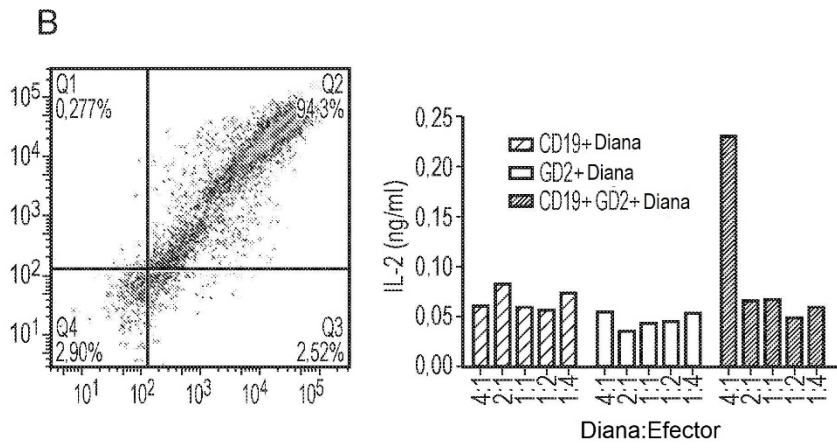 B
Q1
0,277%
Q2
94.3%
Q4
2.90%
Q3
2.52%
10⁵
10⁴
10³
10²
10¹
10¹ 10² 10³ 10⁴ 10⁵
IL-2 (ng/ml)
0,25
0,20
0.15
0.10
0,05
0,00
CD19+ Diana
GD2+ Diana
CD19+ GD2+ Diana
4:1 2:1 1:1 1:2 1:4 4:1 2:1 1:1 1:2 1:4 4:1 2:1 1:1 1:2 1:4
Diana:Efector